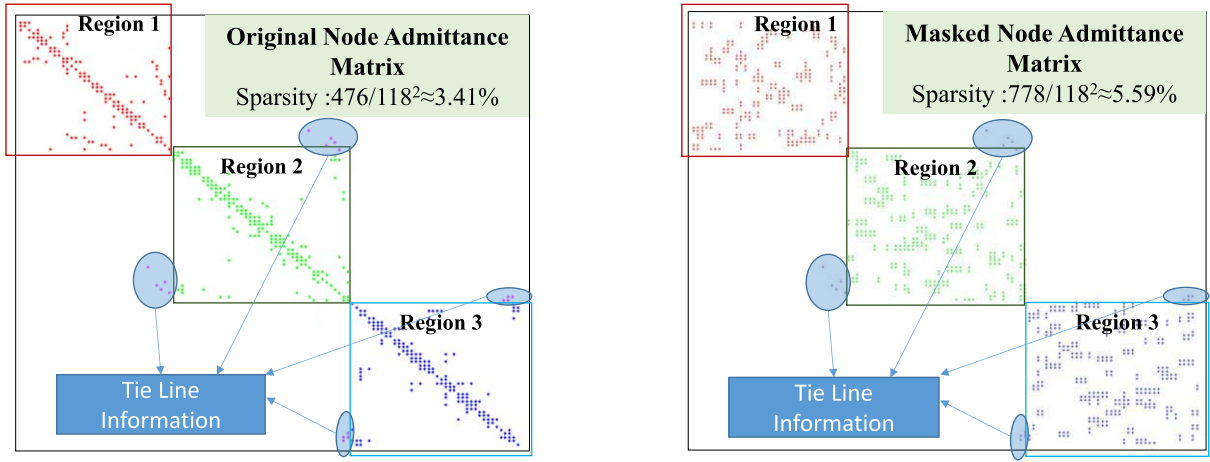 Region 1
Original Node Admittance
Matrix
Sparsity :476/118²≈3.41%
Region 2
Region 3
Tie Line
Information
Region 1
Masked Node Admittance
Matrix
Sparsity :778/118²≈5.59%
Region 2
Region 3
Tie Line
Information